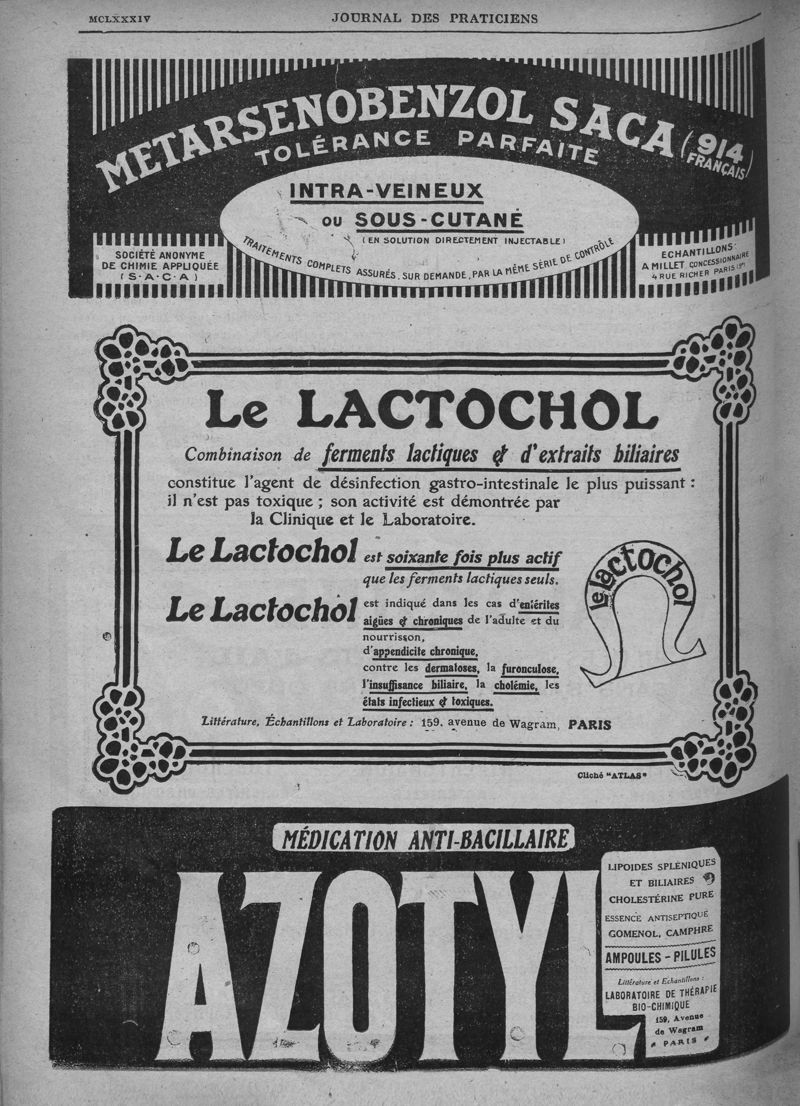 MCLXXXIV
JOURNAL DES PRATICIENS
METARSENOBENZOL SACA (914 FRANÇAIS)
TOLÉRANCE PARFAITE
INTRA-VEINEUX
OU SOUS-CUTANÉ
(EN SOLUTION DIRECTEMENT INJECTABLE)
TRAITEMENTS COMPLETS ASSURÉS, SUR DEMANDE, PAR LA MÊME SÉRIE DE CONTRÔLE
SOCIÉTÉ ANONYME
DE CHIMIE APPLIQUÉE
(S·A·C·A)
ECHANTILLONS:
A MILLET CONCESSIONNAIRE
4 RUE RICHER PARIS
Le LACTOCHOL
Combinaison de ferments lactiques & d'extraits biliaires
constitue l'agent de désinfection gastro-intestinale le plus puissant :
il n'est pas toxique ; son activité est démontrée par
la Clinique et le Laboratoire.
Le Lactochol est soixante fois plus actif
que les ferments lactiques seuls.
Le Lactochol est indiqué dans les cas d'entérites
aigües & chroniques de l'adulte et du
nourrisson,
d'appendicite chronique,
contre les dermatoses, la furonculose,
l'insuffisance biliaire, la cholémie, les
états infectieux & toxiques.
le lactochol
Littérature, Échantillons et Laboratoire : 159, avenue de Wagram, PARIS
Cliché "ATLAS"
MÉDICATION ANTI-BACILLAIRE
AZOTYL
LIPOIDES SPLÉNIQUES
ET BILIAIRES
CHOLESTÉRINE PURE
ESSENCE ANTISEPTIQUE
GOMENOL, CAMPHRE
AMPOULES - PILULES
Littérature et Echantillons :
LABORATOIRE DE THÉRAPIE
BIO-CHIMIQUE
159, Avenue
de Wagram
PARIS